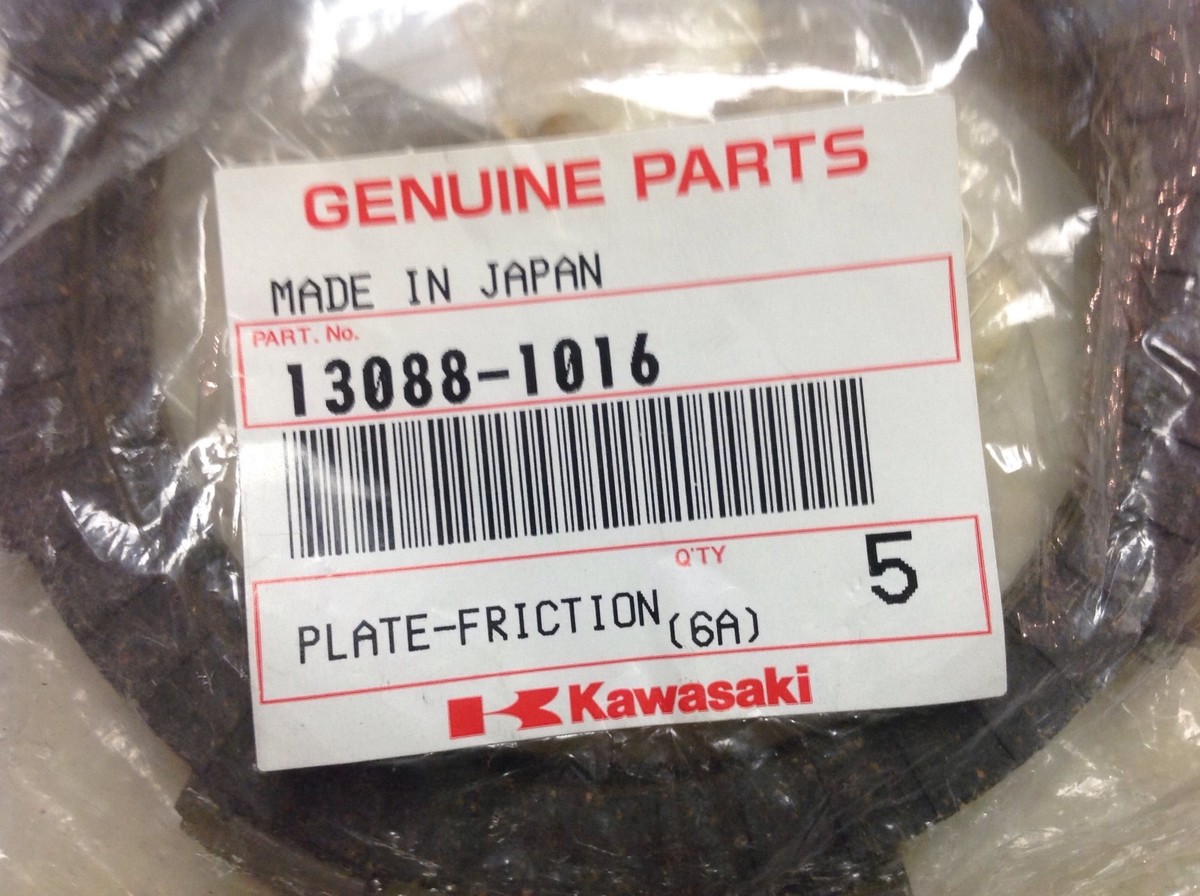 GENUINE PARTS
MADE IN JAPAN
PART. No.
13088-1016
Q'TY
5
PLATE-FRICTION (6A)
Kawasaki